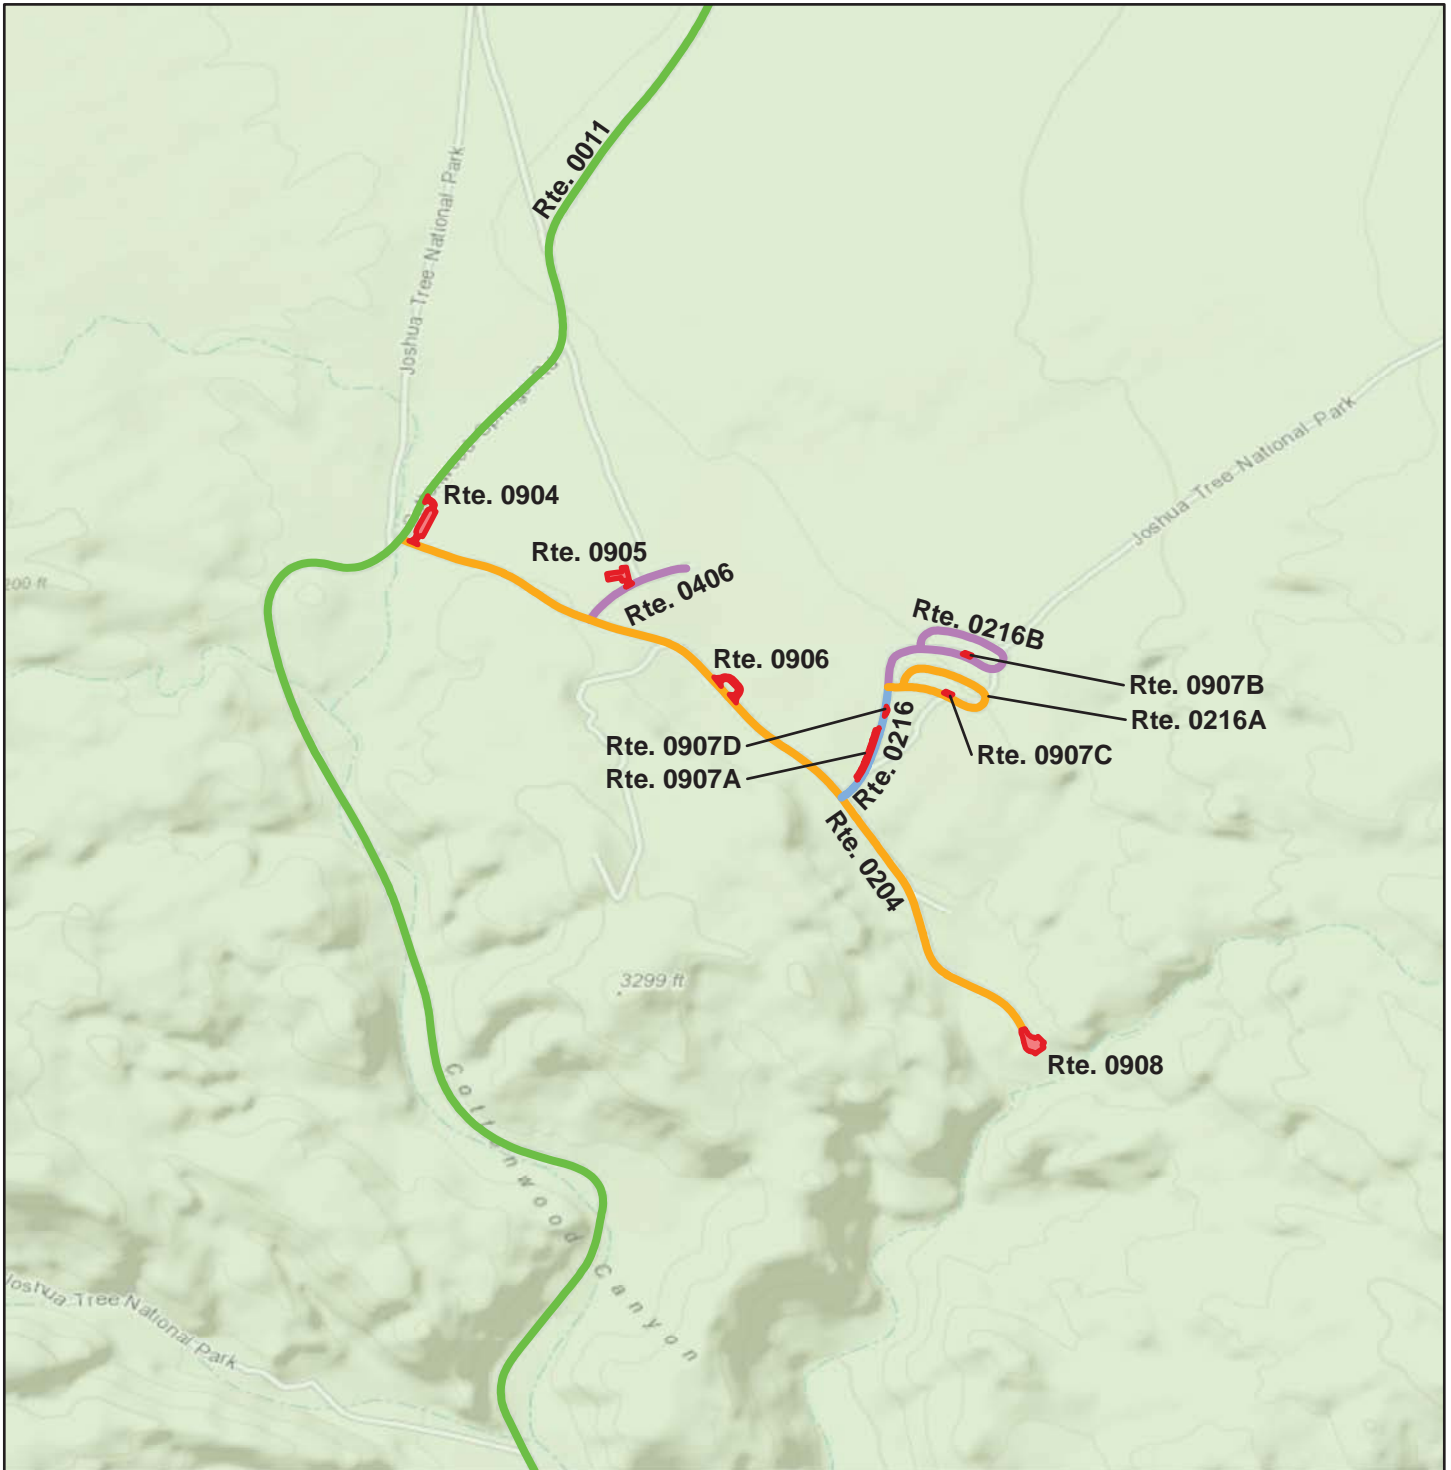 Rte. 0011
Joshua Tree National Park
Rte. 0904
Rte. 0905
Rte. 0406
Joshua Tree National Park
Rte. 0216B
Rte. 0906
Rte. 0907B
Rte. 0216A
Rte. 0907D
Rte. 0216
Rte. 0907C
Rte. 0907A
Rte. 0204
3299 ft
Rte. 0908
Cottonwood Canyon
Joshua Tree National Park